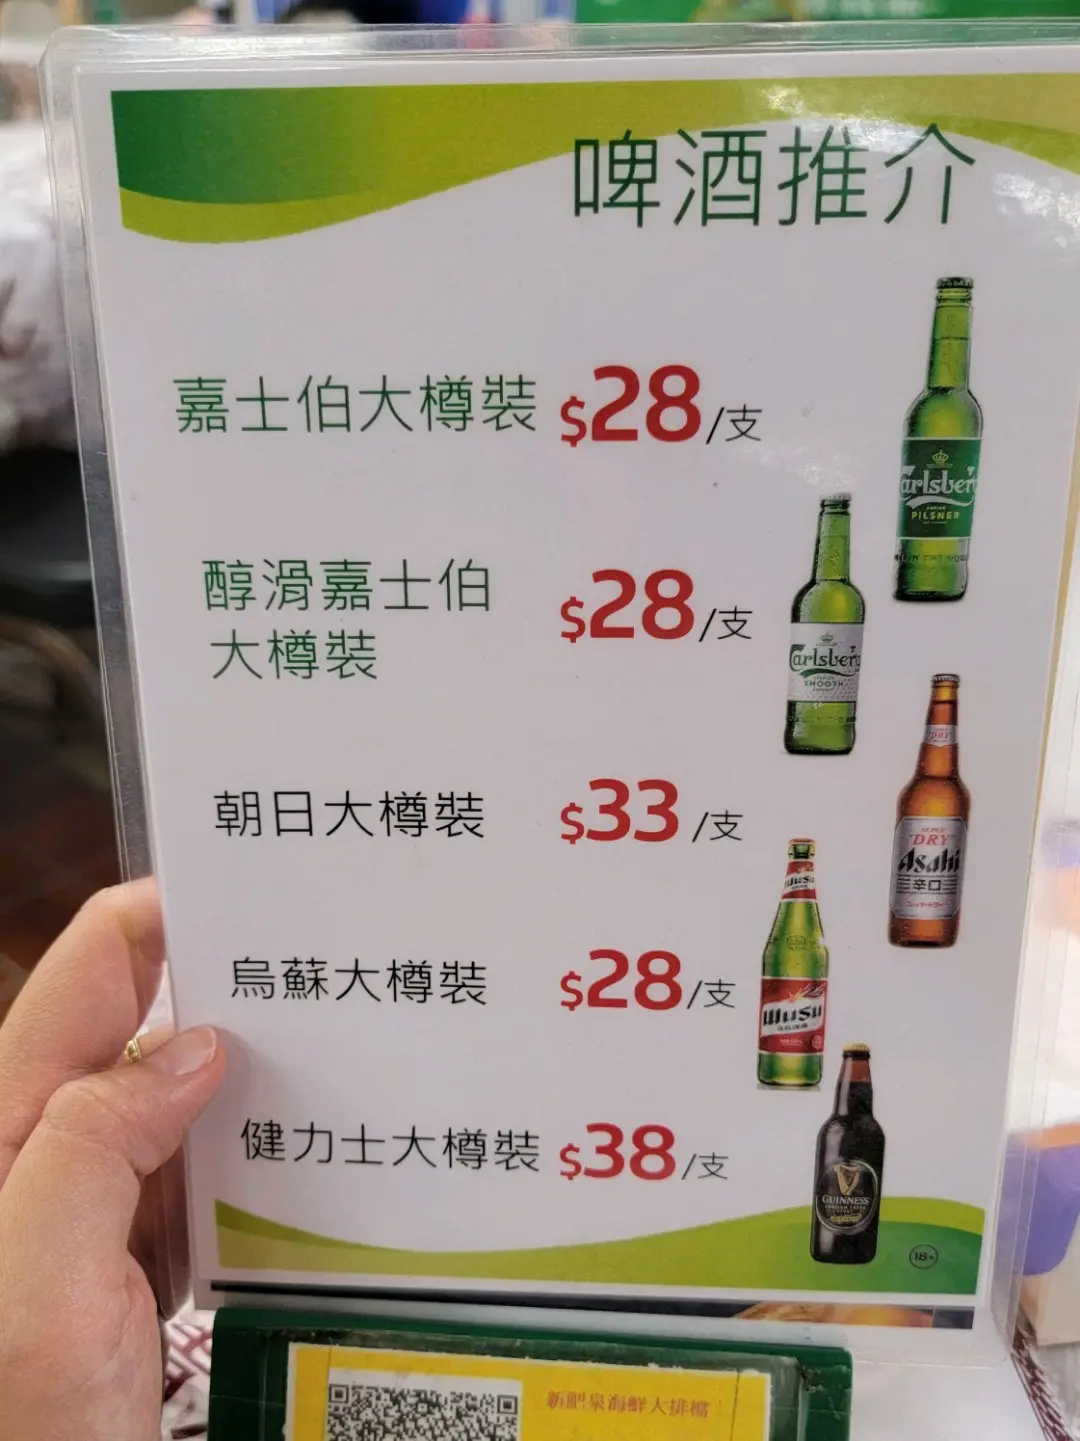 啤酒推介
嘉士伯大樽裝 $28/支
Carlsberg
PILSNER
醇滑嘉士伯 $28/支
大樽裝
Carlsberg
SMOOTH
朝日大樽裝 $33/支
DRY
SUPER
"DRY"
Asahi
辛口
烏蘇大樽裝 $28/支
WUSU
WUSU
健力士大樽裝 $38/支
GUINNESS
18+
新肥泉海鮮大排檔